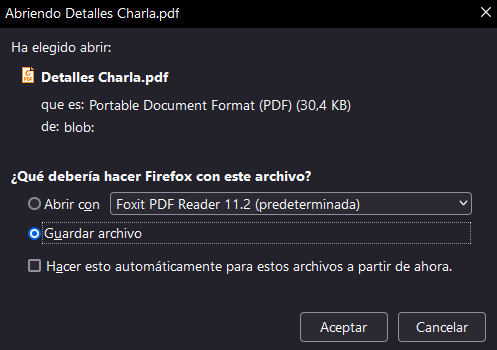 Abriendo Detalles Charla.pdf
Ha elegido abrir:
Detalles Charla.pdf
que es: Portable Document Format (PDF) (30,4 KB)
de: blob:
¿Qué debería hacer Firefox con este archivo?
Abrir con Foxit PDF Reader 11.2 (predeterminada)
Guardar archivo
Hacer esto automáticamente para estos archivos a partir de ahora.
Aceptar Cancelar